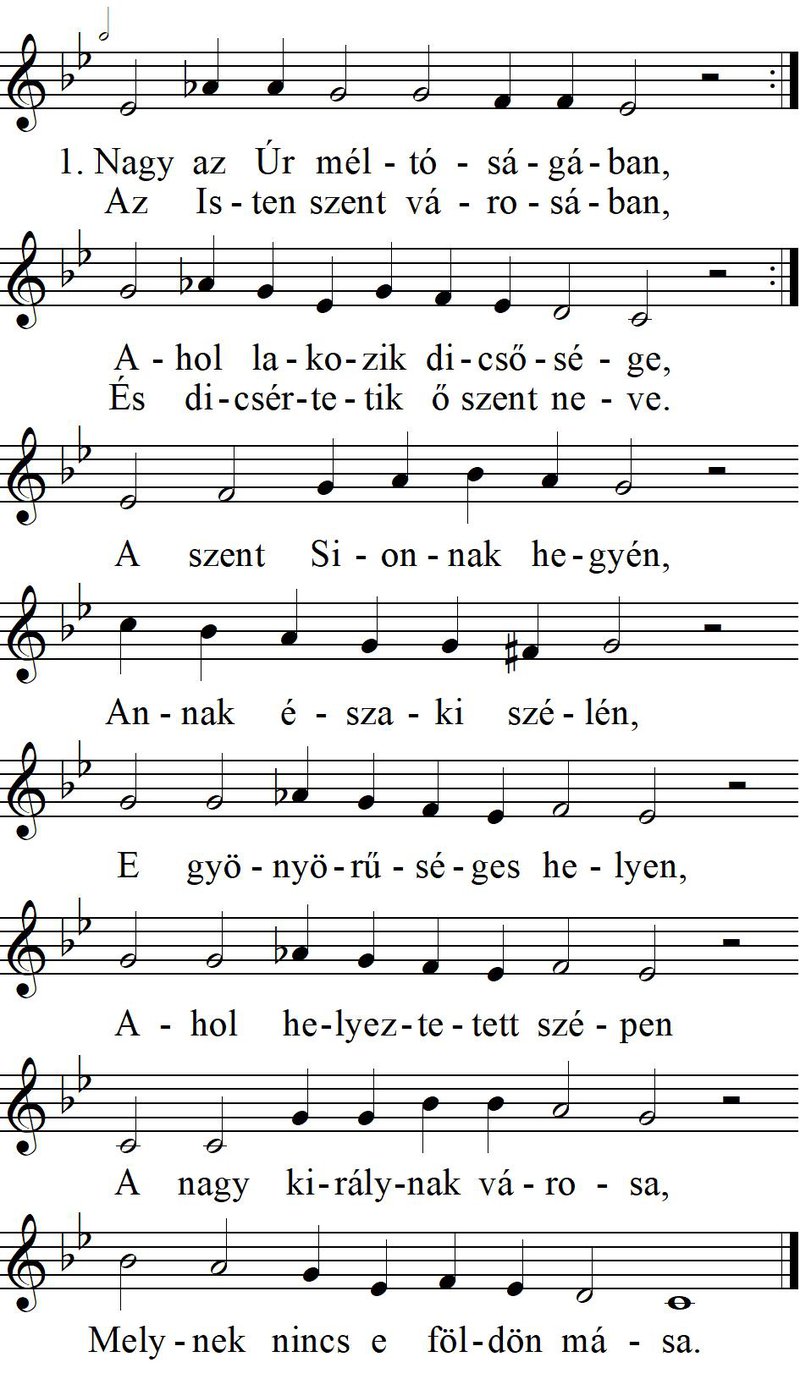 1. Nagy az Úr mél - tó - sá - gá - ban,
Az Is - ten szent vá - ro - sá - ban,
A - hol la - ko - zik di - cső - sé - ge,
És di - csér - te - tik ő szent ne - ve.
A szent Si - on - nak he - gyén,
An - nak é - sza - ki szé - lén,
E gyö - nyö - rű - sé - ges he - lyen,
A - hol he - lyez - te - tett szé - pen
A nagy ki - rály - nak vá - ro - sa,
Mely - nek nincs e föl - dön má - sa.